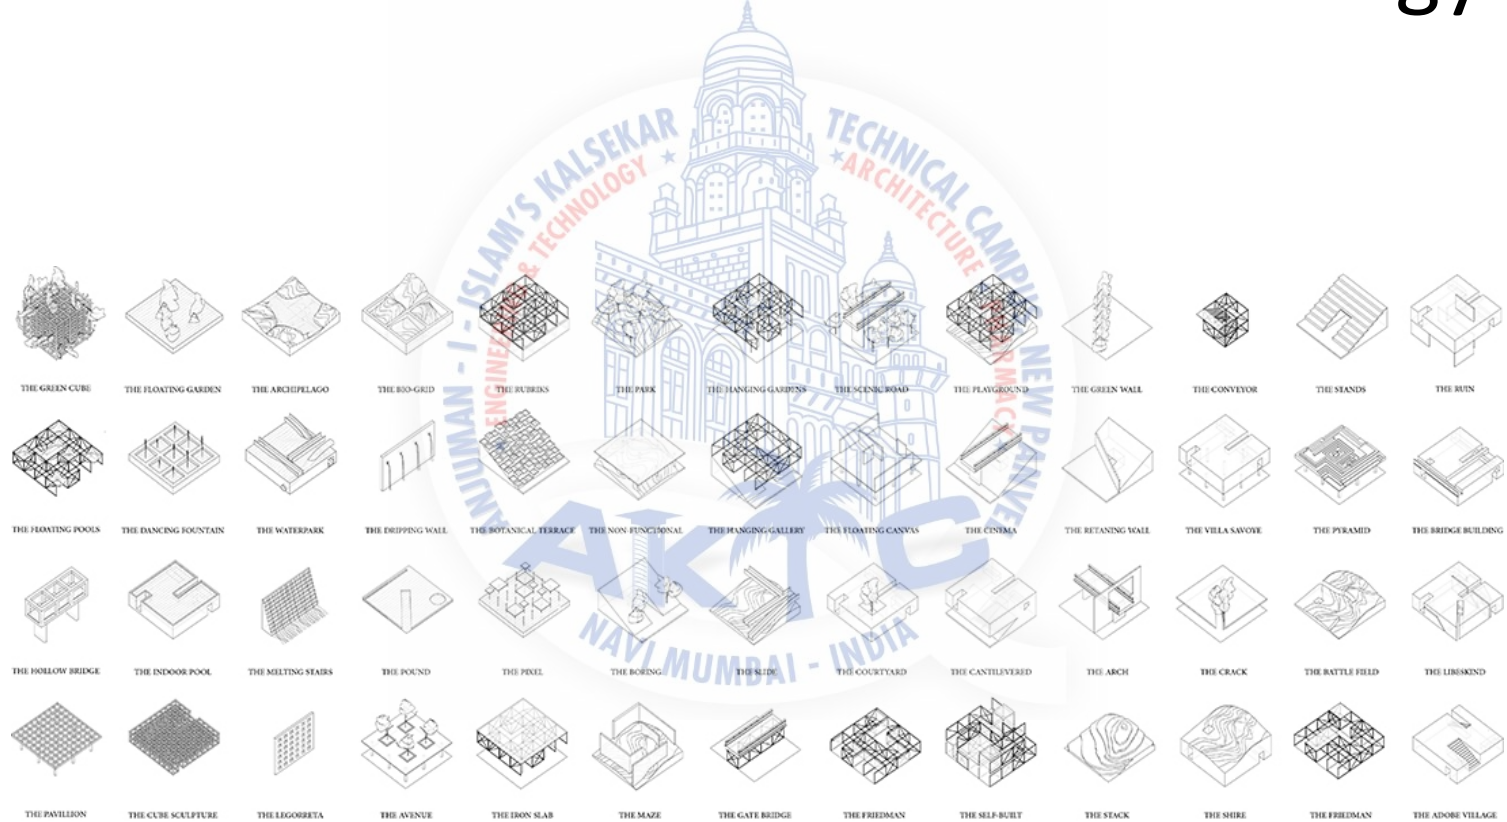 gy
ANJUMAN - I - ISLAM'S KALSEKAR TECHNICAL CAMPUS, NEW PANVEL
ENGINEERING & TECHNOLOGY ★ ★ ARCHITECTURE
PHARMACY
THE GREEN CUBE THE FLOATING GARDEN THE ARCHIPELAGO THE BIO-GRID THE RUBRIKS THE PARK THE HANGING GARDENS THE SCENIC ROAD THE PLAYGROUND THE GREEN WALL THE CONVEYOR THE STANDS THE RUIN
THE FLOATING POOLS THE DANCING FOUNTAIN THE WATERPARK THE DRIPPING WALL THE BOTANICAL TERRACE THE NON-FUNCTIONAL THE HANGING GALLERY THE FLOATING CANVAS THE CINEMA THE RETANING WALL THE VILLA SAVOYE THE PYRAMID THE BRIDGE BUILDING
AKTC
THE HOLLOW BRIDGE THE INDOOR POOL THE MELTING STAIRS THE POUND THE PIXEL THE BORING THE SLIDE THE COURTYARD THE CANTILEVERED THE ARCH THE CRACK THE BATTLE FIELD THE LIBESKIND
NAVI MUMBAI - INDIA
THE PAVILLION THE CUBE SCULPTURE THE LEGORRETA THE AVENUE THE IRON SLAB THE MAZE THE GATE BRIDGE THE FRIEDMAN THE SELF-BUILT THE STACK THE SHIRE THE FRIEDMAN THE ADOBE VILLAGE